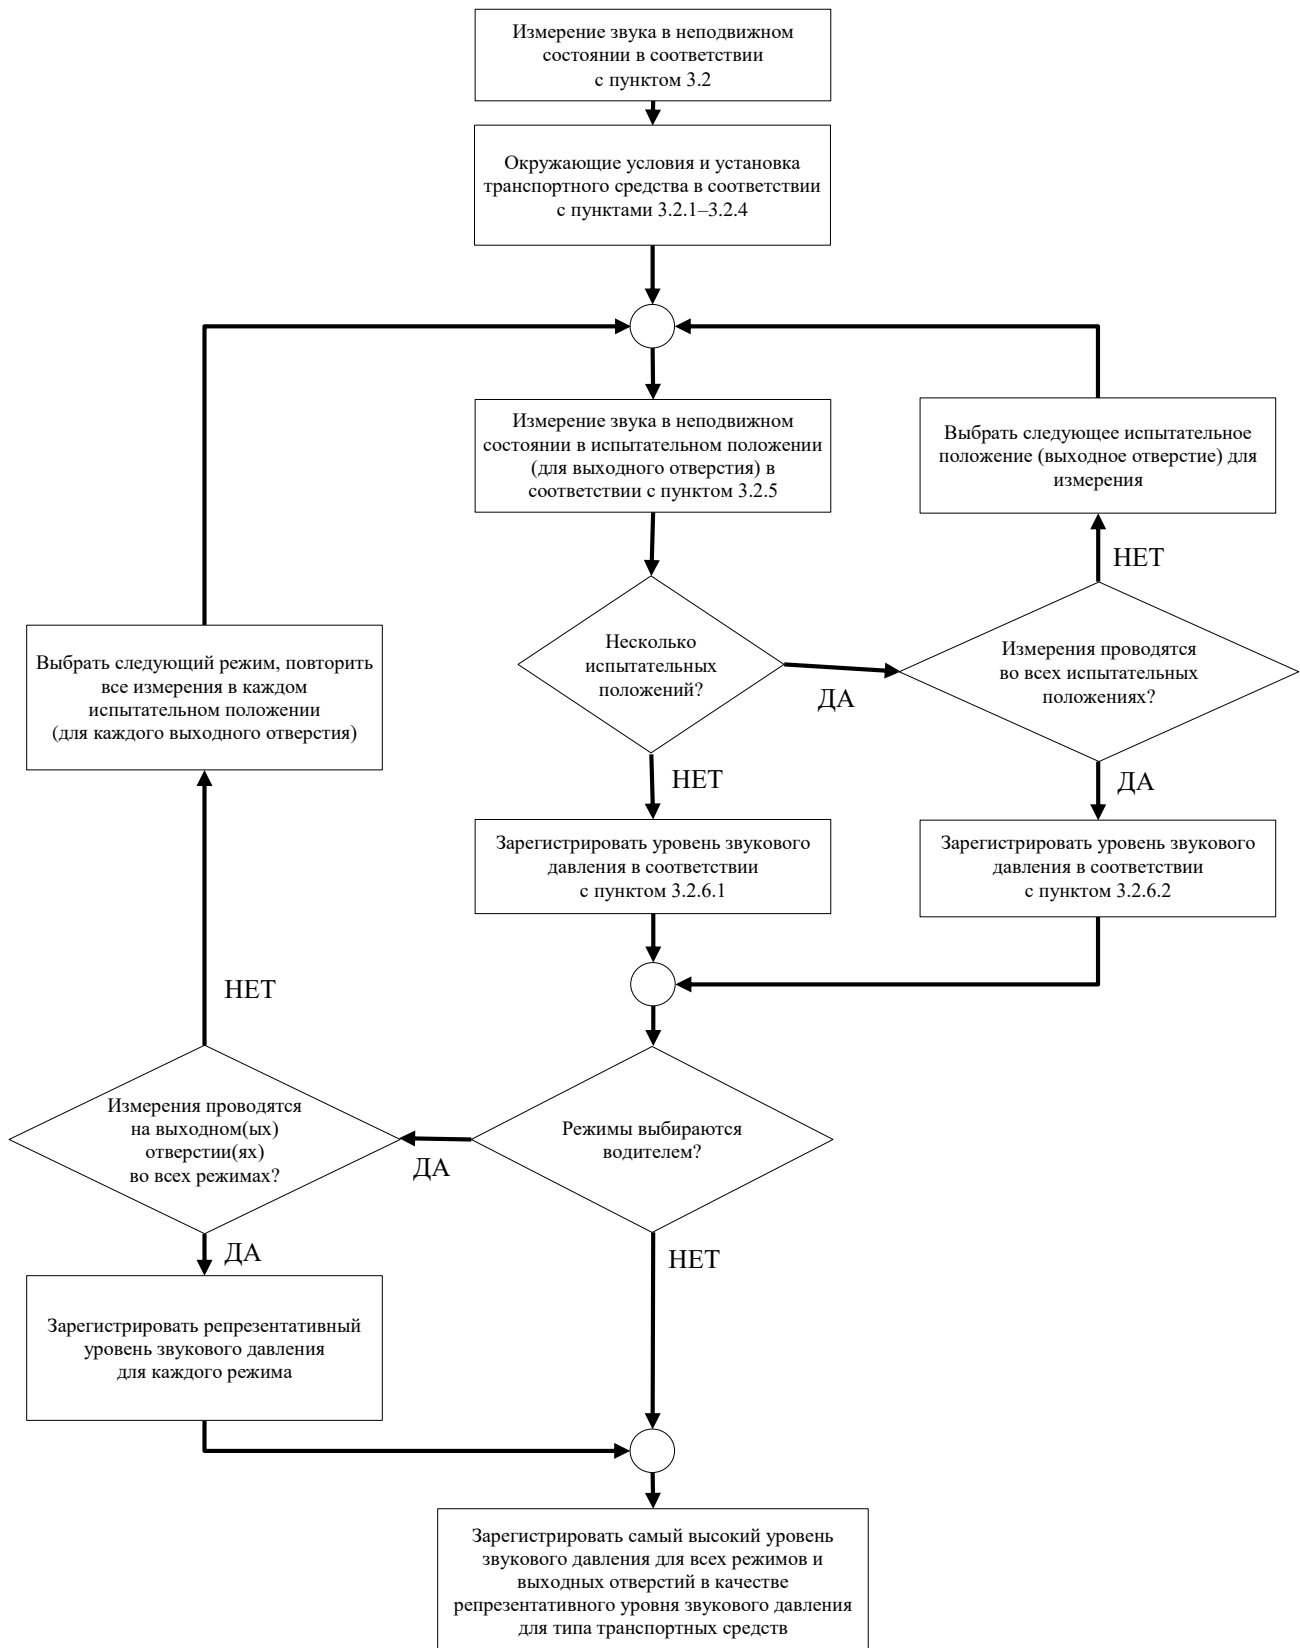 Измерение звука в неподвижном
состоянии в соответствии
с пунктом 3.2
Окружающие условия и установка
транспортного средства в соответствии
с пунктами 3.2.1–3.2.4
Измерение звука в неподвижном
состоянии в испытательном положении
(для выходного отверстия) в
соответствии с пунктом 3.2.5
Выбрать следующее испытательное
положение (выходное отверстие) для
измерения
НЕТ
Выбрать следующий режим, повторить
все измерения в каждом
испытательном положении
(для каждого выходного отверстия)
Несколько
испытательных
положений?
ДА
Измерения проводятся
во всех испытательных
положениях?
НЕТ
ДА
Зарегистрировать уровень звукового
давления в соответствии
с пунктом 3.2.6.1
Зарегистрировать уровень звукового
давления в соответствии
с пунктом 3.2.6.2
НЕТ
Измерения проводятся
на выходном(ых)
отверстии(ях)
во всех режимах?
ДА
Режимы выбираются
водителем?
ДА
НЕТ
Зарегистрировать репрезентативный
уровень звукового давления
для каждого режима
Зарегистрировать самый высокий уровень
звукового давления для всех режимов и
выходных отверстий в качестве
репрезентативного уровня звукового давления
для типа транспортных средств